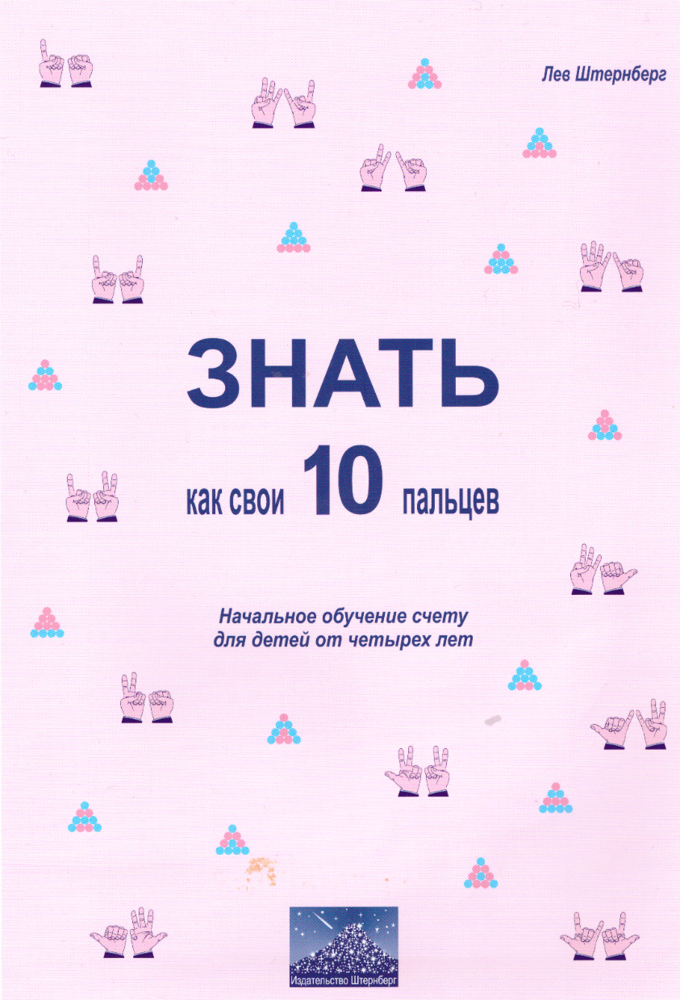 Лев Штернберг
ЗНАТЬ
как свои 10 пальцев
Начальное обучение счету
для детей от четырех лет
Издательство Штернберг